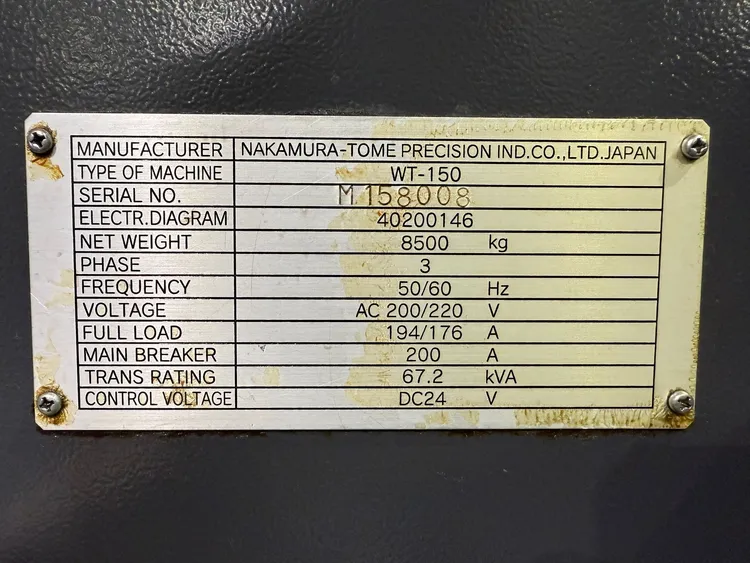 MANUFACTURER NAKAMURA-TOME PRECISION IND.CO.,LTD.JAPAN
TYPE OF MACHINE WT-150
SERIAL NO. M158008
ELECTR.DIAGRAM 40200146
NET WEIGHT 8500 kg
PHASE 3
FREQUENCY 50/60 Hz
VOLTAGE AC 200/220 V
FULL LOAD 194/176 A
MAIN BREAKER 200 A
TRANS RATING 67.2 kVA
CONTROL VOLTAGE DC24 V